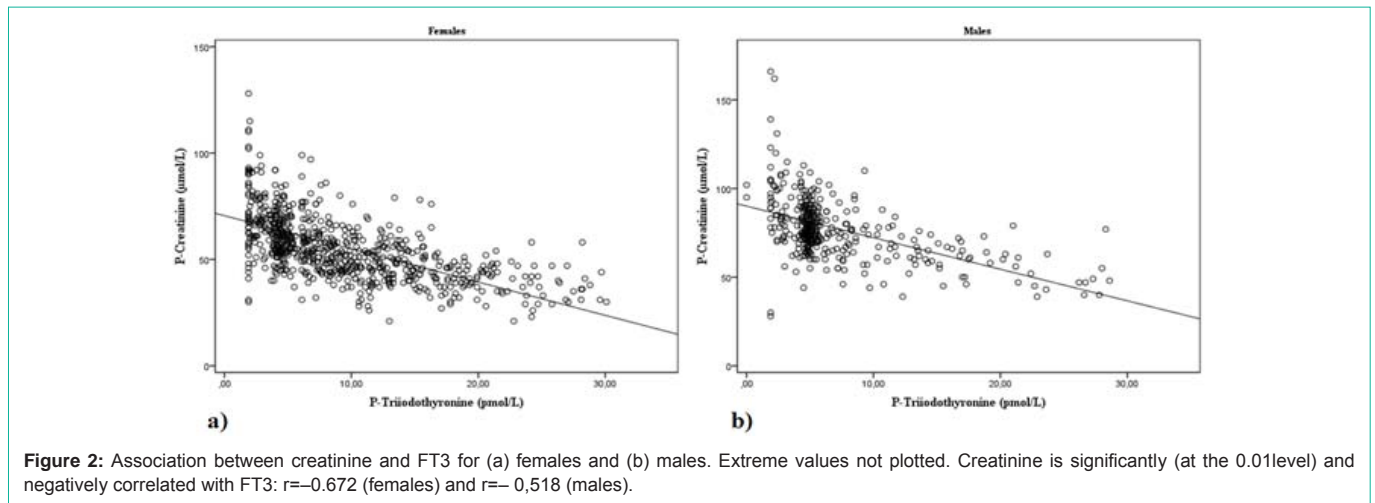 Females
150
100
50
0
,00
10,00
20,00
30,00
P-Creatinine (µmol/L)
P-Triiodothyronine (pmol/L)
a)
Males
150
100
50
0
,00
10,00
20,00
30,00
P-Creatinine (µmol/L)
P-Triiodothyronine (pmol/L)
b)
Figure 2: Association between creatinine and FT3 for (a) females and (b) males. Extreme values not plotted. Creatinine is significantly (at the 0.01level) and
negatively correlated with FT3: r=–0.672 (females) and r=– 0,518 (males).